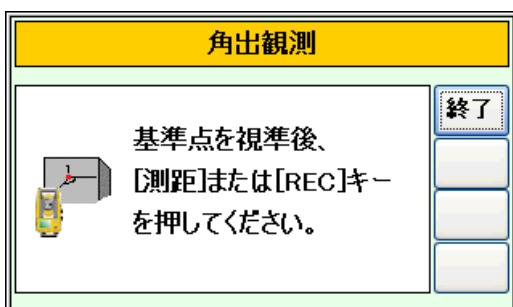 角出観測
終了
基準点を視準後、
[測距]または[REC]キー
を押してください。